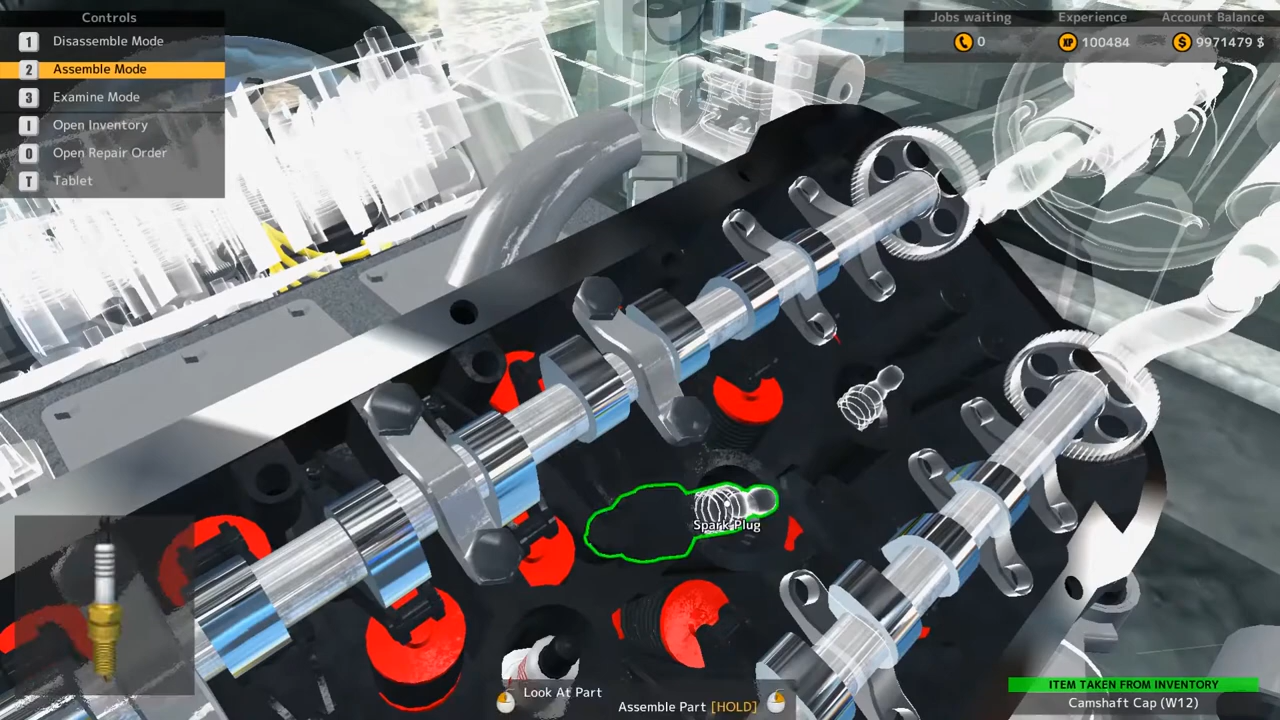 Controls
1 Disassemble Mode
2 Assemble Mode
3 Examine Mode
I Open Inventory
O Open Repair Order
T Tablet
Jobs waiting
0
Experience
XP 100484
Account Balance
$ 9971479 $
Spark Plug
Look At Part
Assemble Part [HOLD]
ITEM TAKEN FROM INVENTORY
Camshaft Cap (W12)